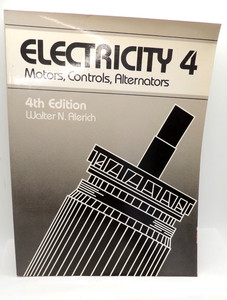 ELECTRICITY 4
Motors, Controls, Alternators
4th Edition
Walter N. Alerich